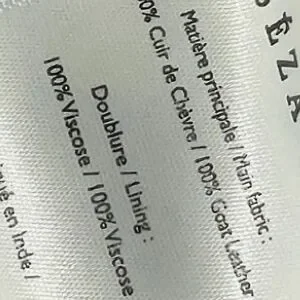 ÉZA
Matière principale / Main fabric :
0% Cuir de Chèvre / 100% Goat Leather
Doublure / Lining :
100% Viscose / 100% Viscose
en Inde /